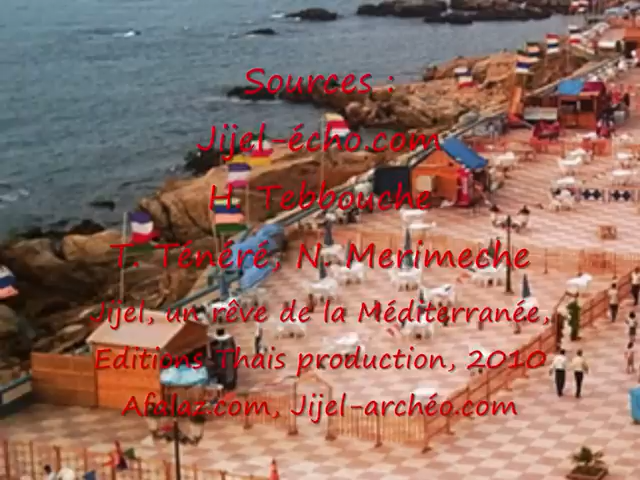 Sources :
Jijel-écho.com
H. Tebbouche
T. Ténéré, N. Merimeche
Jijel, un rêve de la Méditerranée,
Editions Thais production, 2010
Afalaz.com, Jijel-archéo.com